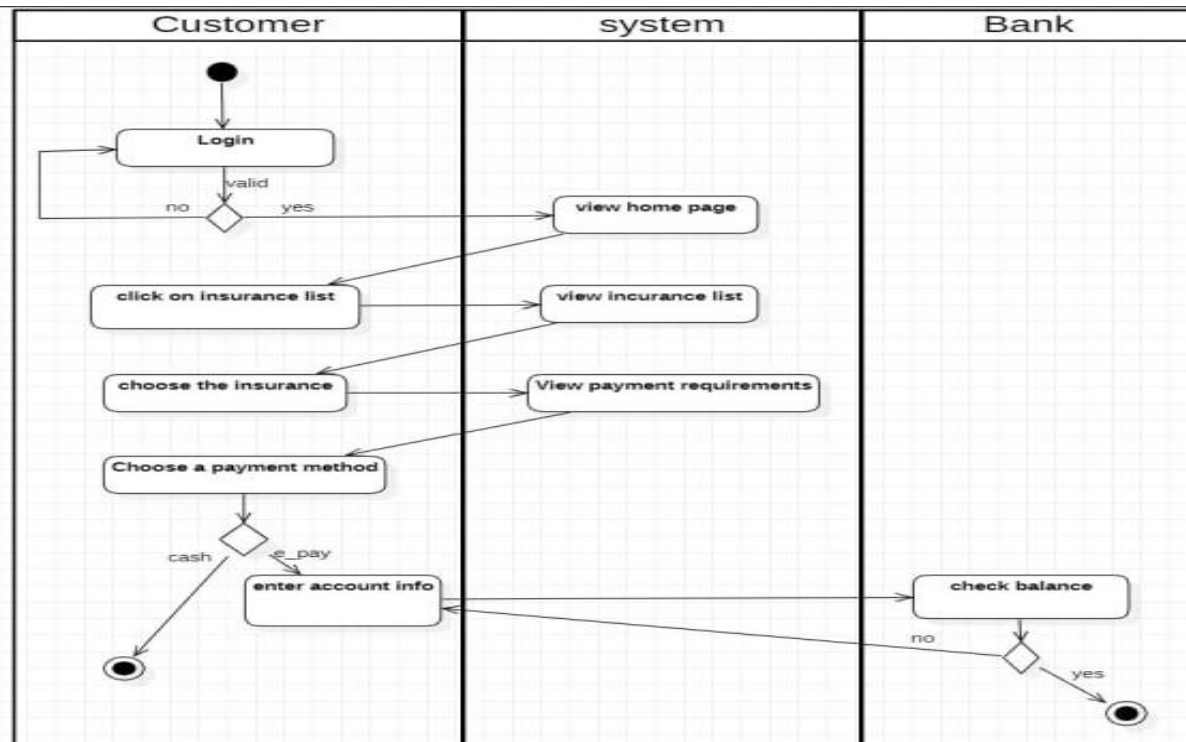 Customer
system
Bank
Login
valid
no
yes
view home page
click on insurance list
view incurance list
choose the insurance
View payment requirements
Choose a payment method
cash
e_pay
enter account info
check balance
no
yes